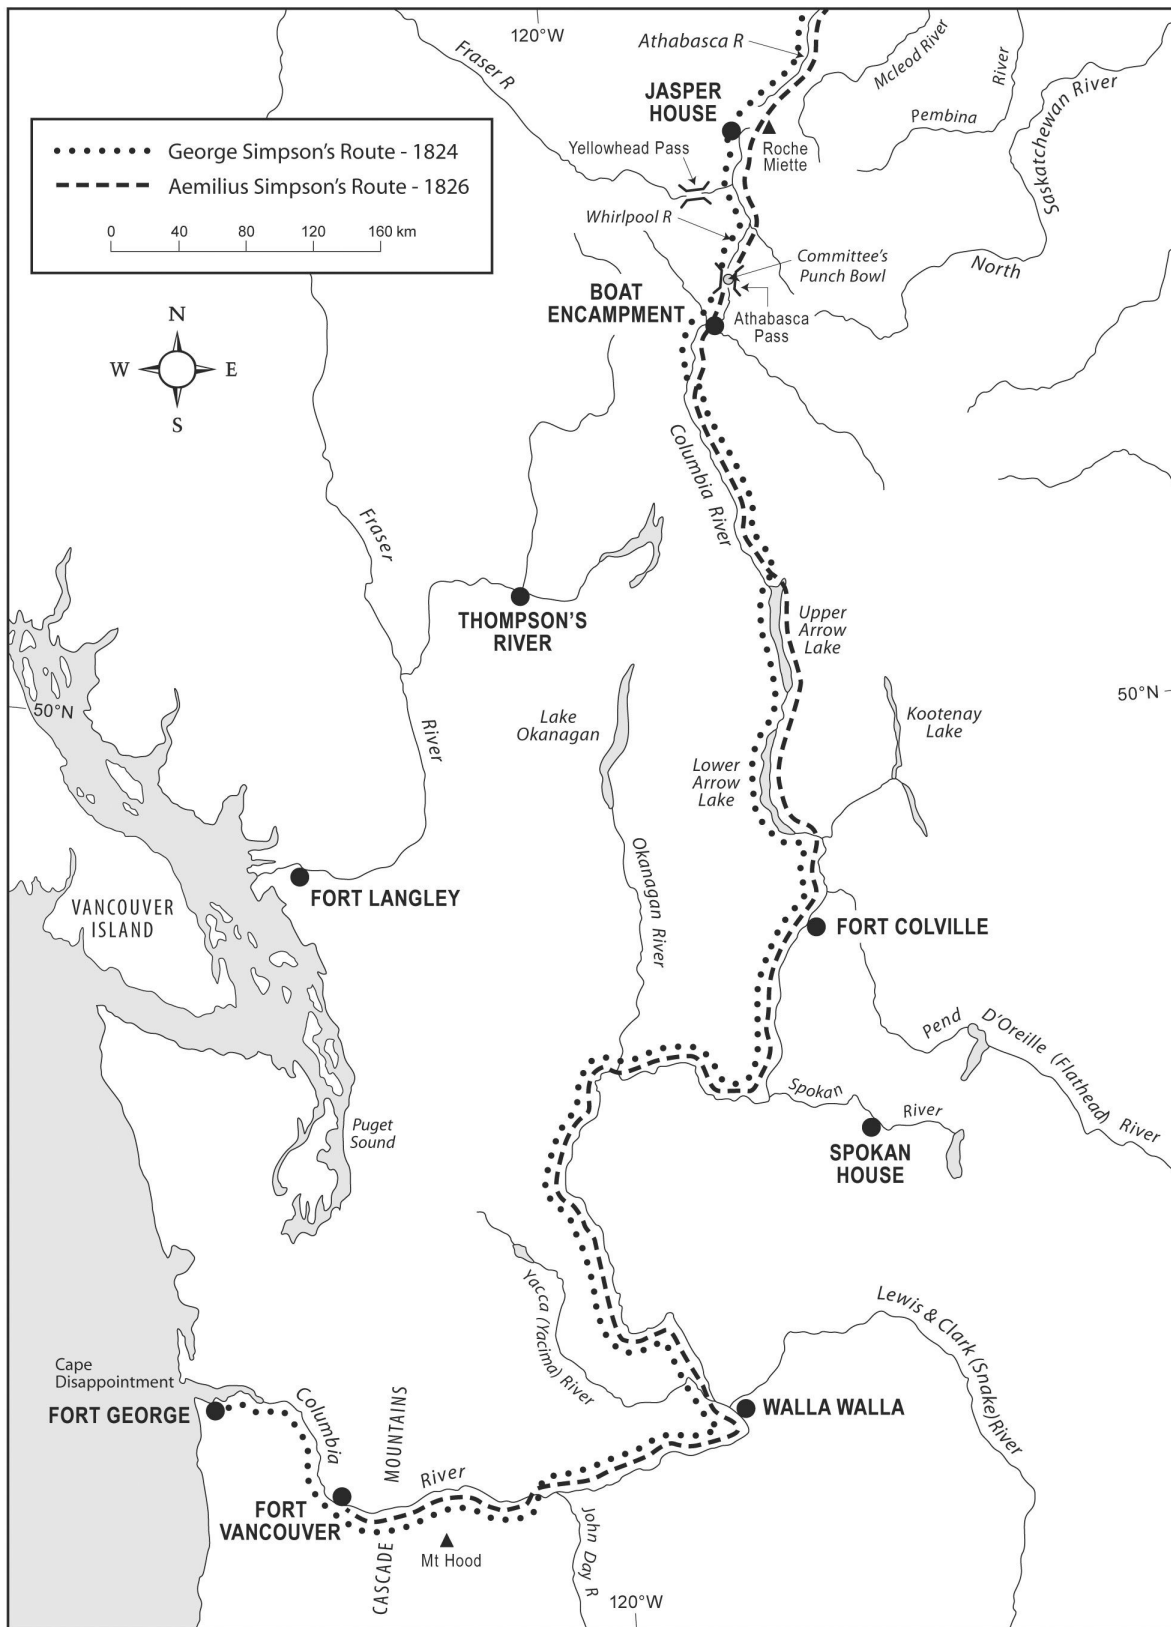 120°W
Athabasca R
Fraser R
Mcleod River
River
Pembina
Saskatchewan River
North
JASPER
HOUSE
Roche
Miette
Yellowhead Pass
George Simpson's Route - 1824
Aemilius Simpson's Route - 1826
0 40 80 120 160 km
Whirlpool R
Committee's
Punch Bowl
BOAT
ENCAMPMENT
Athabasca
Pass
N
W E
S
Columbia River
Fraser
River
THOMPSON'S
RIVER
Upper
Arrow
Lake
50°N
50°N
Lake
Okanagan
Kootenay
Lake
Lower
Arrow
Lake
Okanagan River
FORT LANGLEY
VANCOUVER
ISLAND
FORT COLVILLE
Pend D'Oreille (Flathead) River
Spokan River
SPOKAN
HOUSE
Puget
Sound
Yacca (Yacima) River
Lewis & Clark (Snake) River
Cape
Disappointment
FORT GEORGE
WALLA WALLA
Columbia River
CASCADE MOUNTAINS
FORT
VANCOUVER
Mt Hood
John Day R
120°W